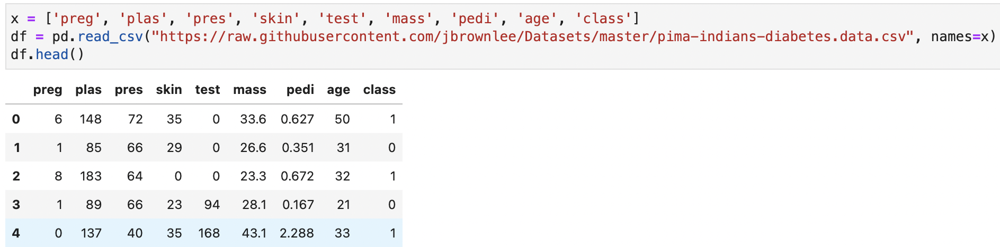 x = ['preg', 'plas', 'pres', 'skin', 'test', 'mass', 'pedi', 'age', 'class']
df = pd.read_csv("https://raw.githubusercontent.com/jbrownlee/Datasets/master/pima-indians-diabetes.data.csv", names=x)
df.head()
preg plas pres skin test mass pedi age class
0 6 148 72 35 0 33.6 0.627 50 1
1 1 85 66 29 0 26.6 0.351 31 0
2 8 183 64 0 0 23.3 0.672 32 1
3 1 89 66 23 94 28.1 0.167 21 0
4 0 137 40 35 168 43.1 2.288 33 1